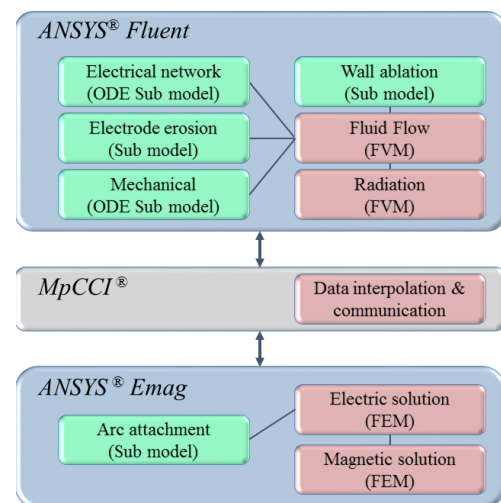 ANSYS® Fluent
Electrical network
(ODE Sub model)
Wall ablation
(Sub model)
Electrode erosion
(Sub model)
Fluid Flow
(FVM)
Mechanical
(ODE Sub model)
Radiation
(FVM)
MpCCI®
Data interpolation &
communication
ANSYS® Emag
Electric solution
(FEM)
Arc attachment
(Sub model)
Magnetic solution
(FEM)